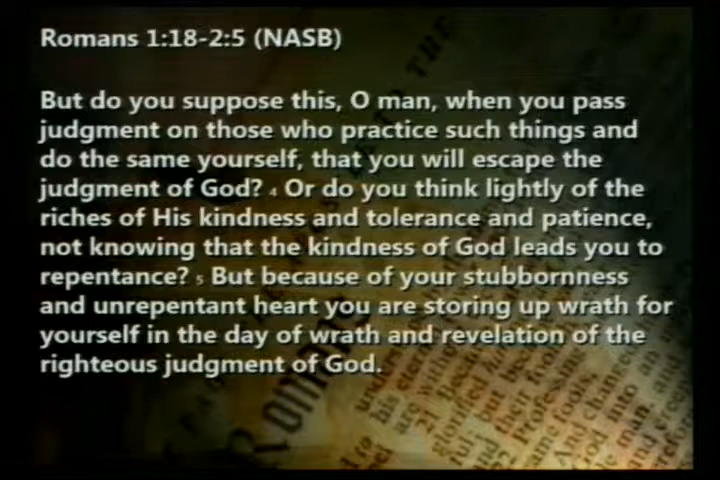 Romans 1:18-2:5 (NASB)
But do you suppose this, O man, when you pass
judgment on those who practice such things and
do the same yourself, that you will escape the
judgment of God? 4 Or do you think lightly of the
riches of His kindness and tolerance and patience,
not knowing that the kindness of God leads you to
repentance? 5 But because of your stubbornness
and unrepentant heart you are storing up wrath for
yourself in the day of wrath and revelation of the
righteous judgment of God.
Romans